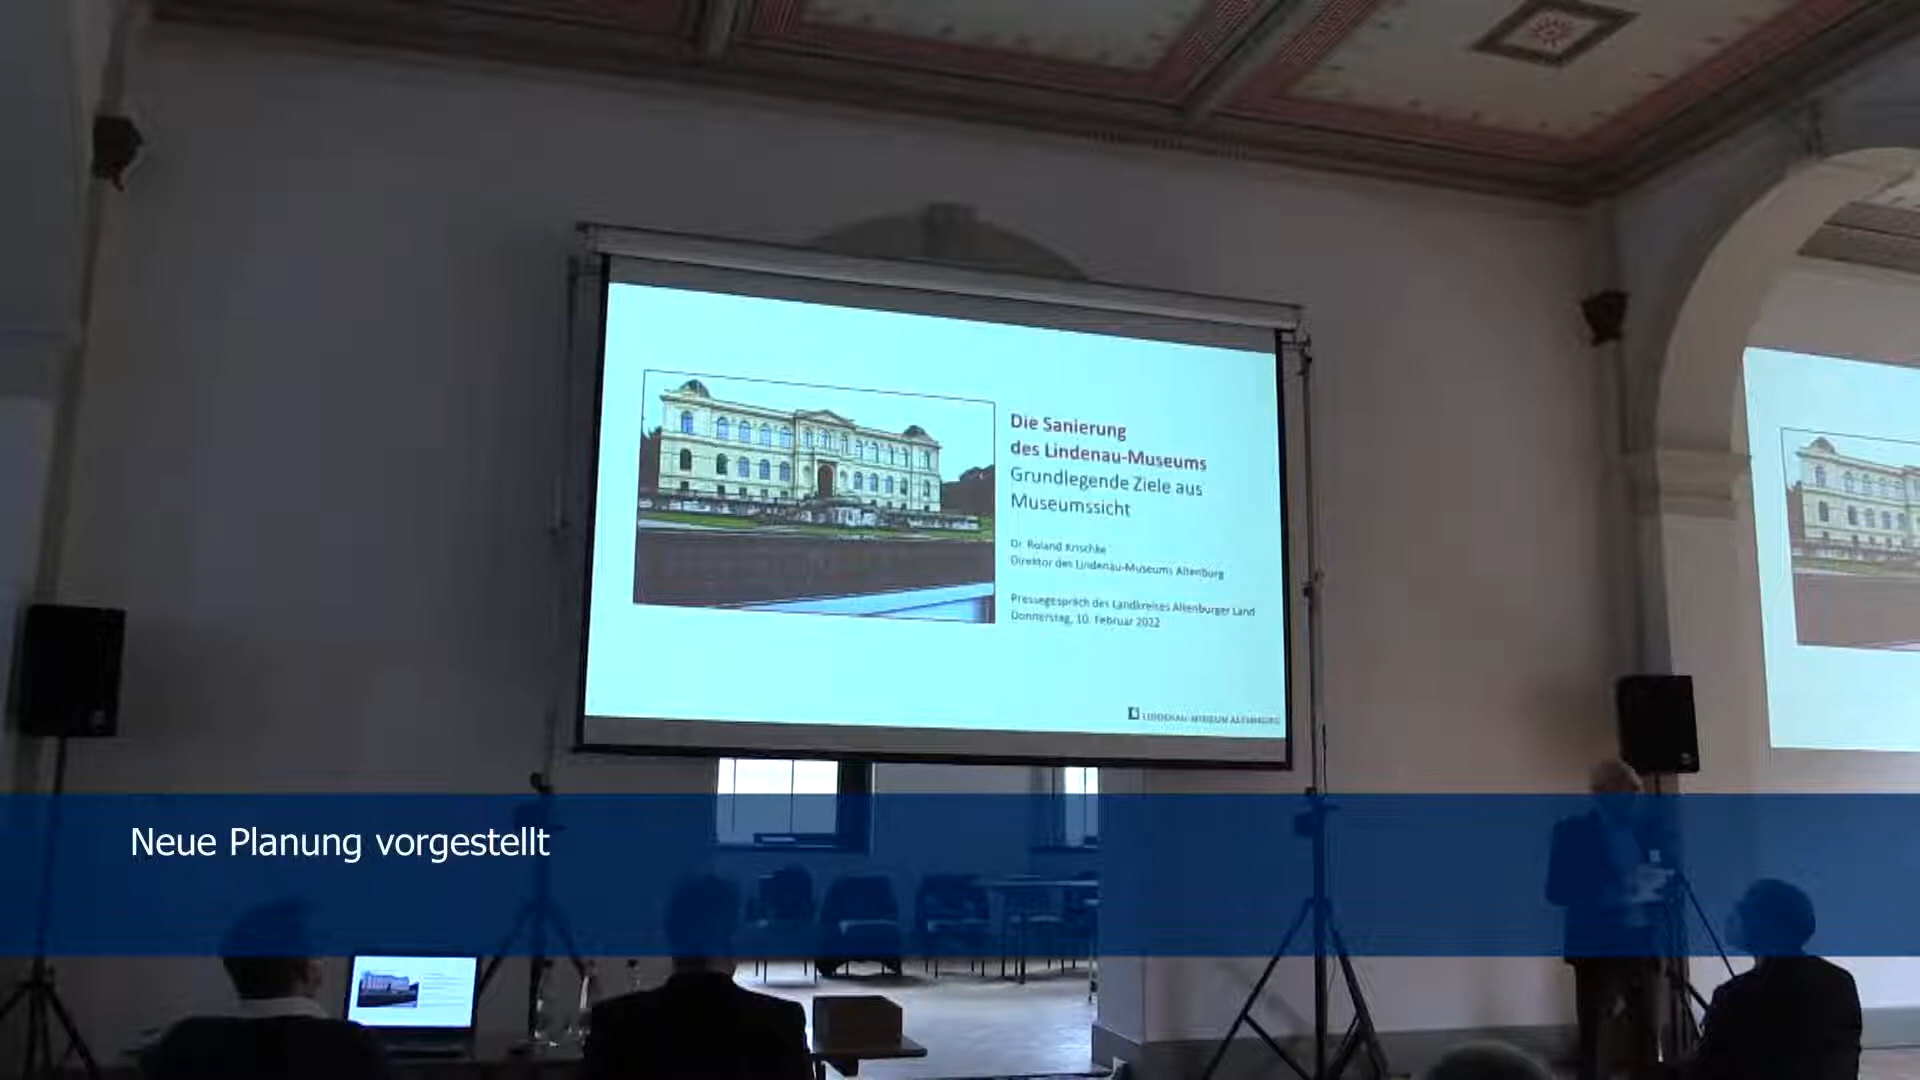 Die Sanierung
des Lindenau-Museums
Grundlegende Ziele aus
Museumssicht
Dr. Roland Krischke
Direktor des Lindenau-Museums Altenburg
Pressegespräch des Landkreises Altenburger Land
Donnerstag, 10. Februar 2022
LINDENAU-MUSEUM ALTENBURG
Neue Planung vorgestellt